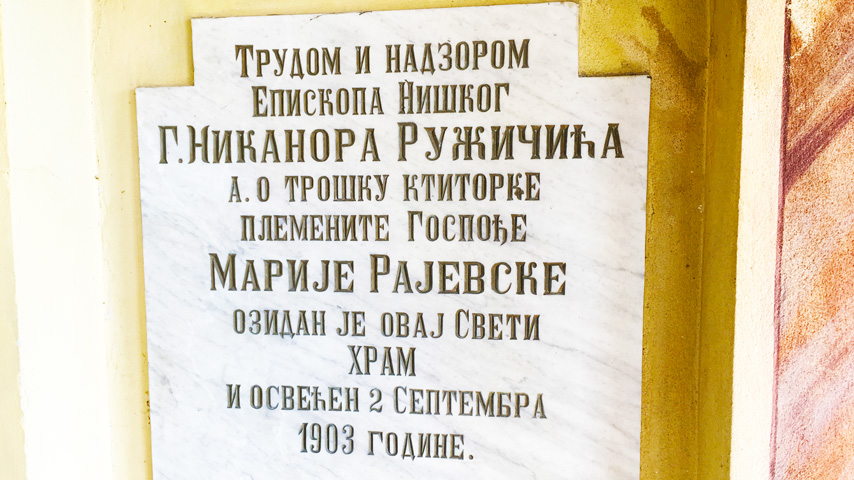 Трудом и надзором
Епископа Нишког
Г. Никанора Ружичића
а. о трошку ктиторке
племените Госпође
Марије Рајевске
озидан је овај Свети
храм
и освећен 2 Септембра
1903 године.